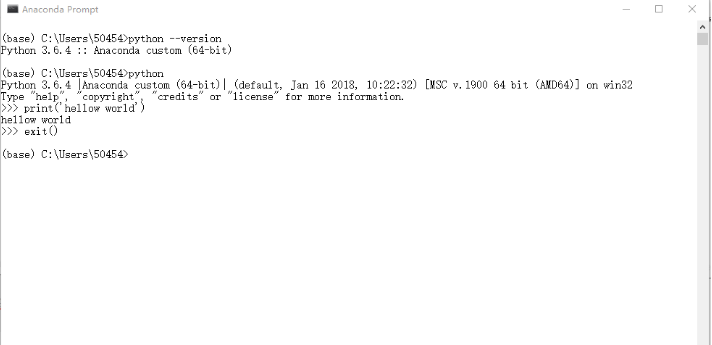 Anaconda Prompt
(base) C:\Users\50454>python --version
Python 3.6.4 :: Anaconda custom (64-bit)
(base) C:\Users\50454>python
Python 3.6.4 |Anaconda custom (64-bit)| (default, Jan 16 2018, 10:22:32) [MSC v.1900 64 bit (AMD64)] on win32
Type "help", "copyright", "credits" or "license" for more information.
>>> print('hellow world')
hellow world
>>> exit()
(base) C:\Users\50454>